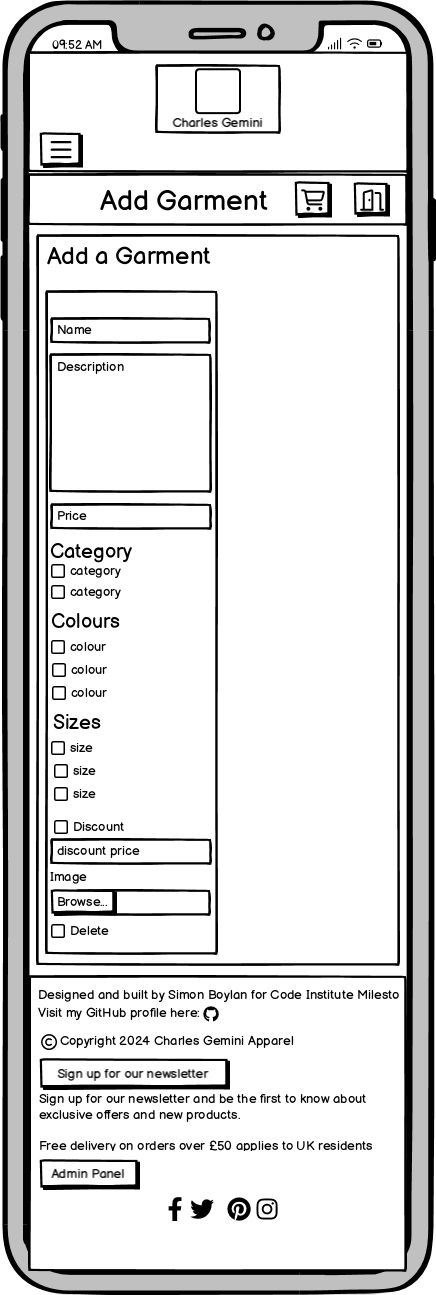 09:52 AM
Charles Gemini
Add Garment
Add a Garment
Name
Description
Price
Category
category
category
Colours
colour
colour
colour
Sizes
size
size
size
Discount
discount price
Image
Browse...
Delete
Designed and built by Simon Boylan for Code Institute Milesto
Visit my GitHub profile here:
© Copyright 2024 Charles Gemini Apparel
Sign up for our newsletter
Sign up for our newsletter and be the first to know about
exclusive offers and new products.
Free delivery on orders over £50 applies to UK residents
Admin Panel